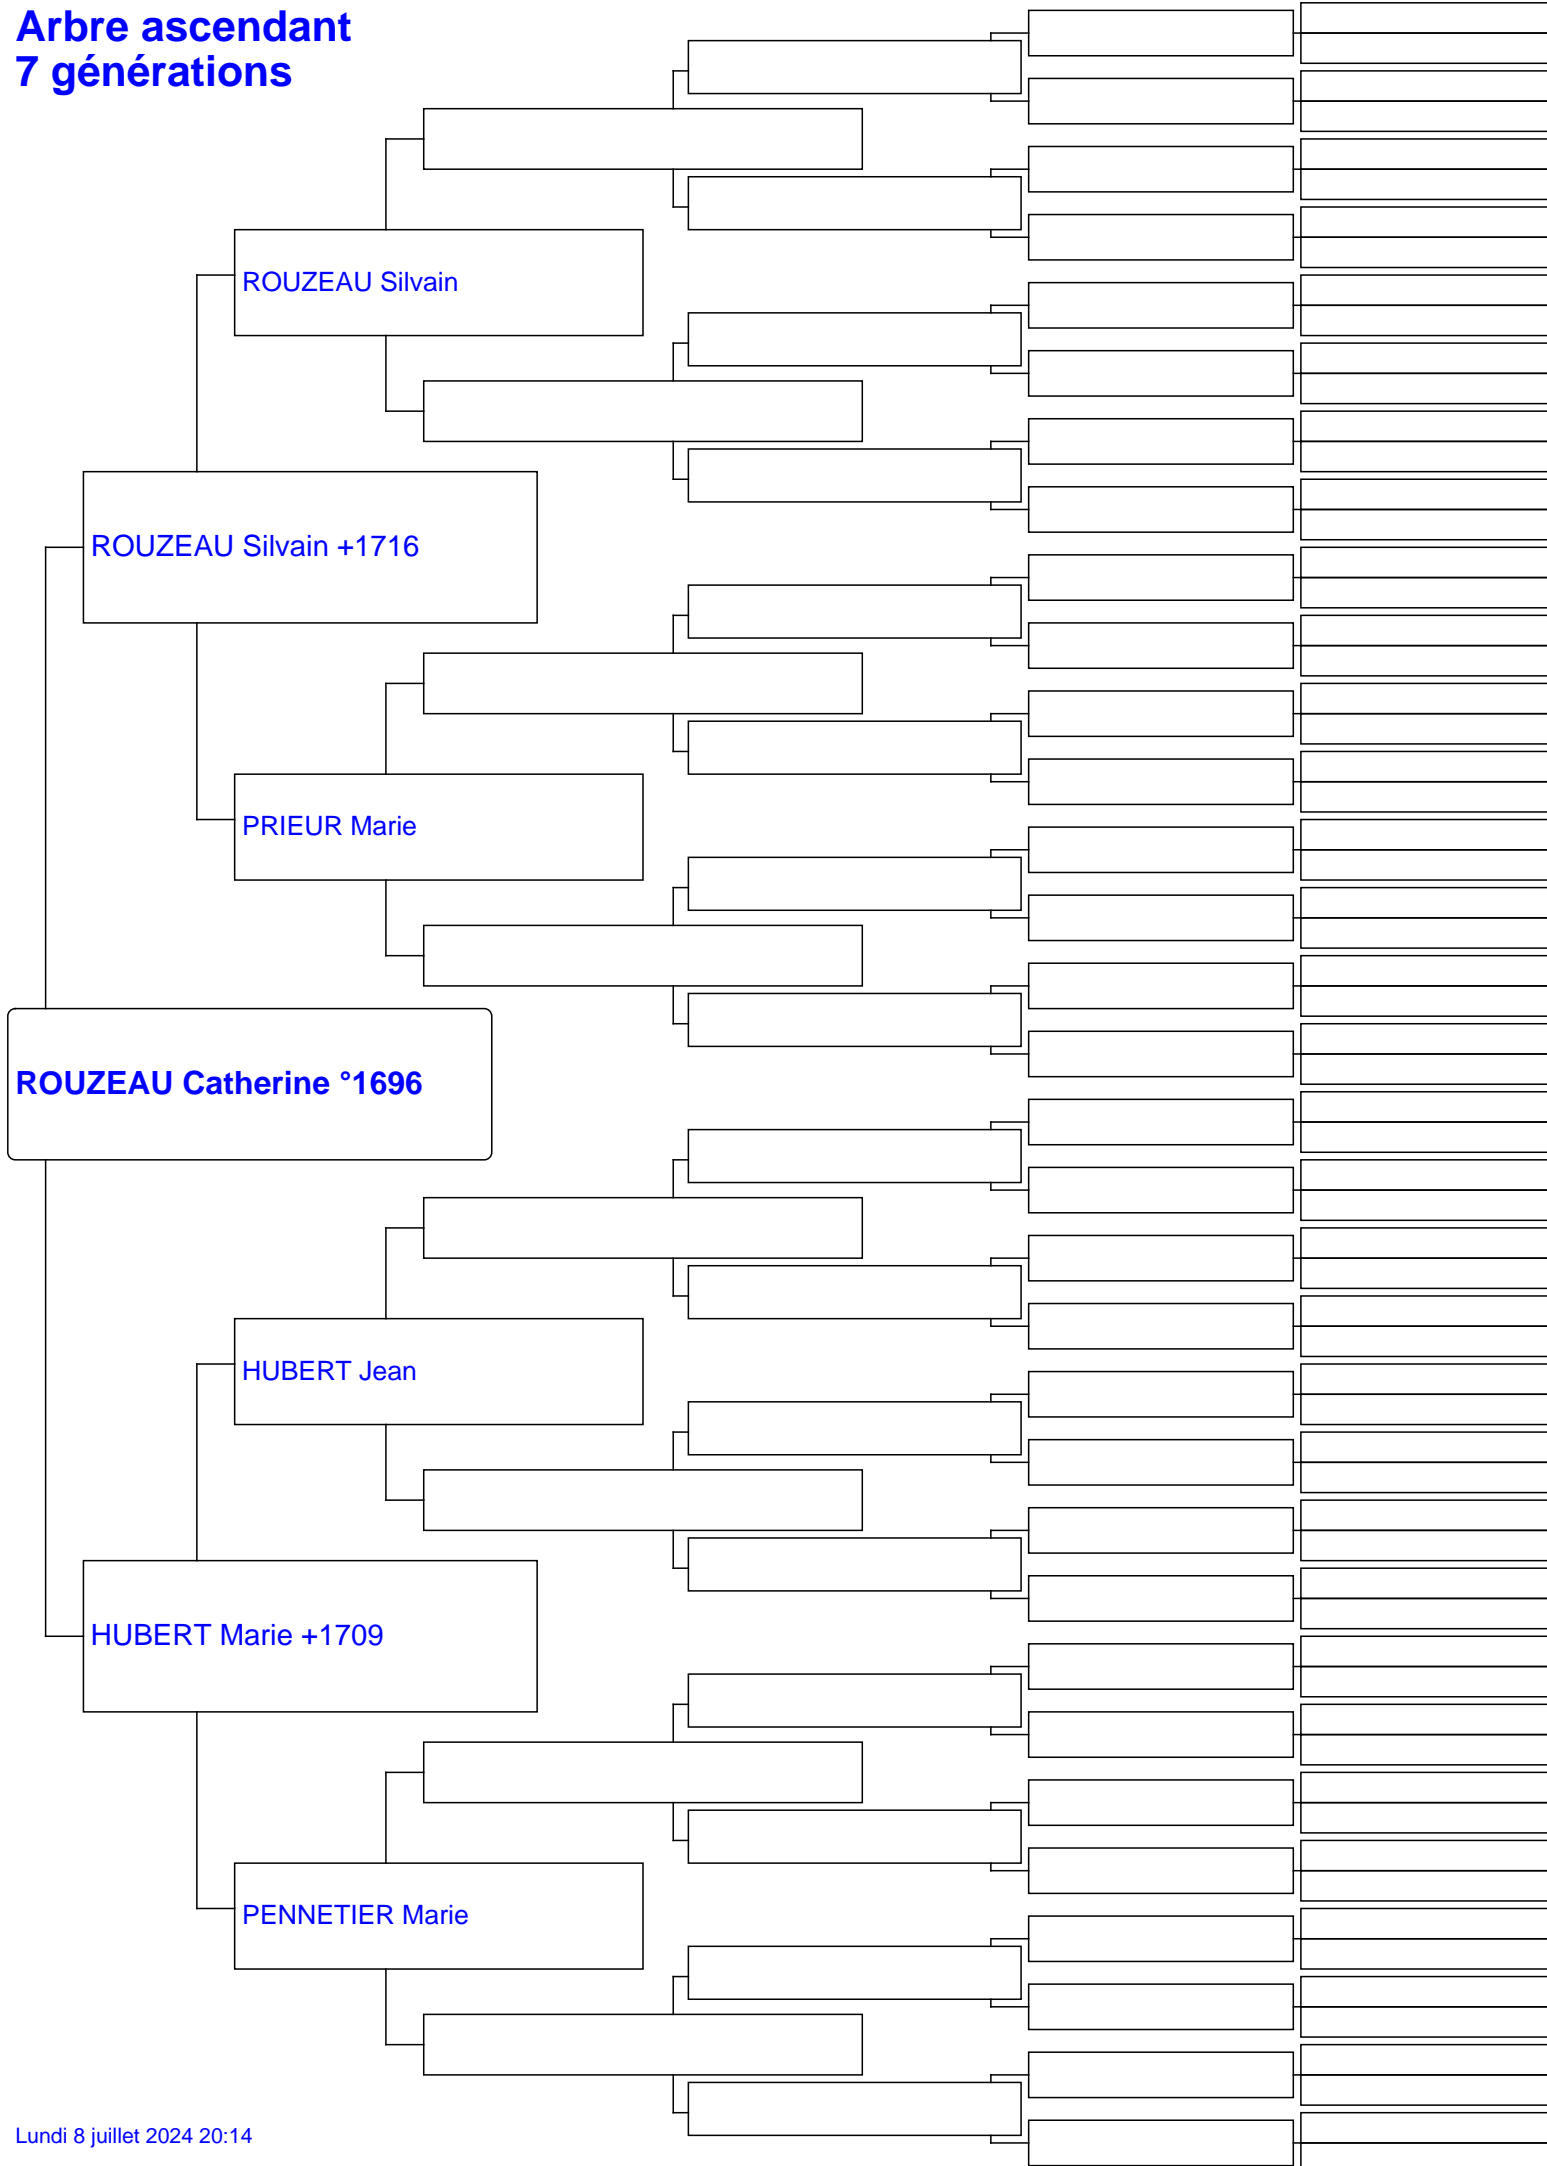 Arbre ascendant
7 générations
ROUZEAU Silvain
ROUZEAU Silvain +1716
PRIEUR Marie
ROUZEAU Catherine °1696
HUBERT Jean
HUBERT Marie +1709
PENNETIER Marie
Lundi 8 juillet 2024 20:14